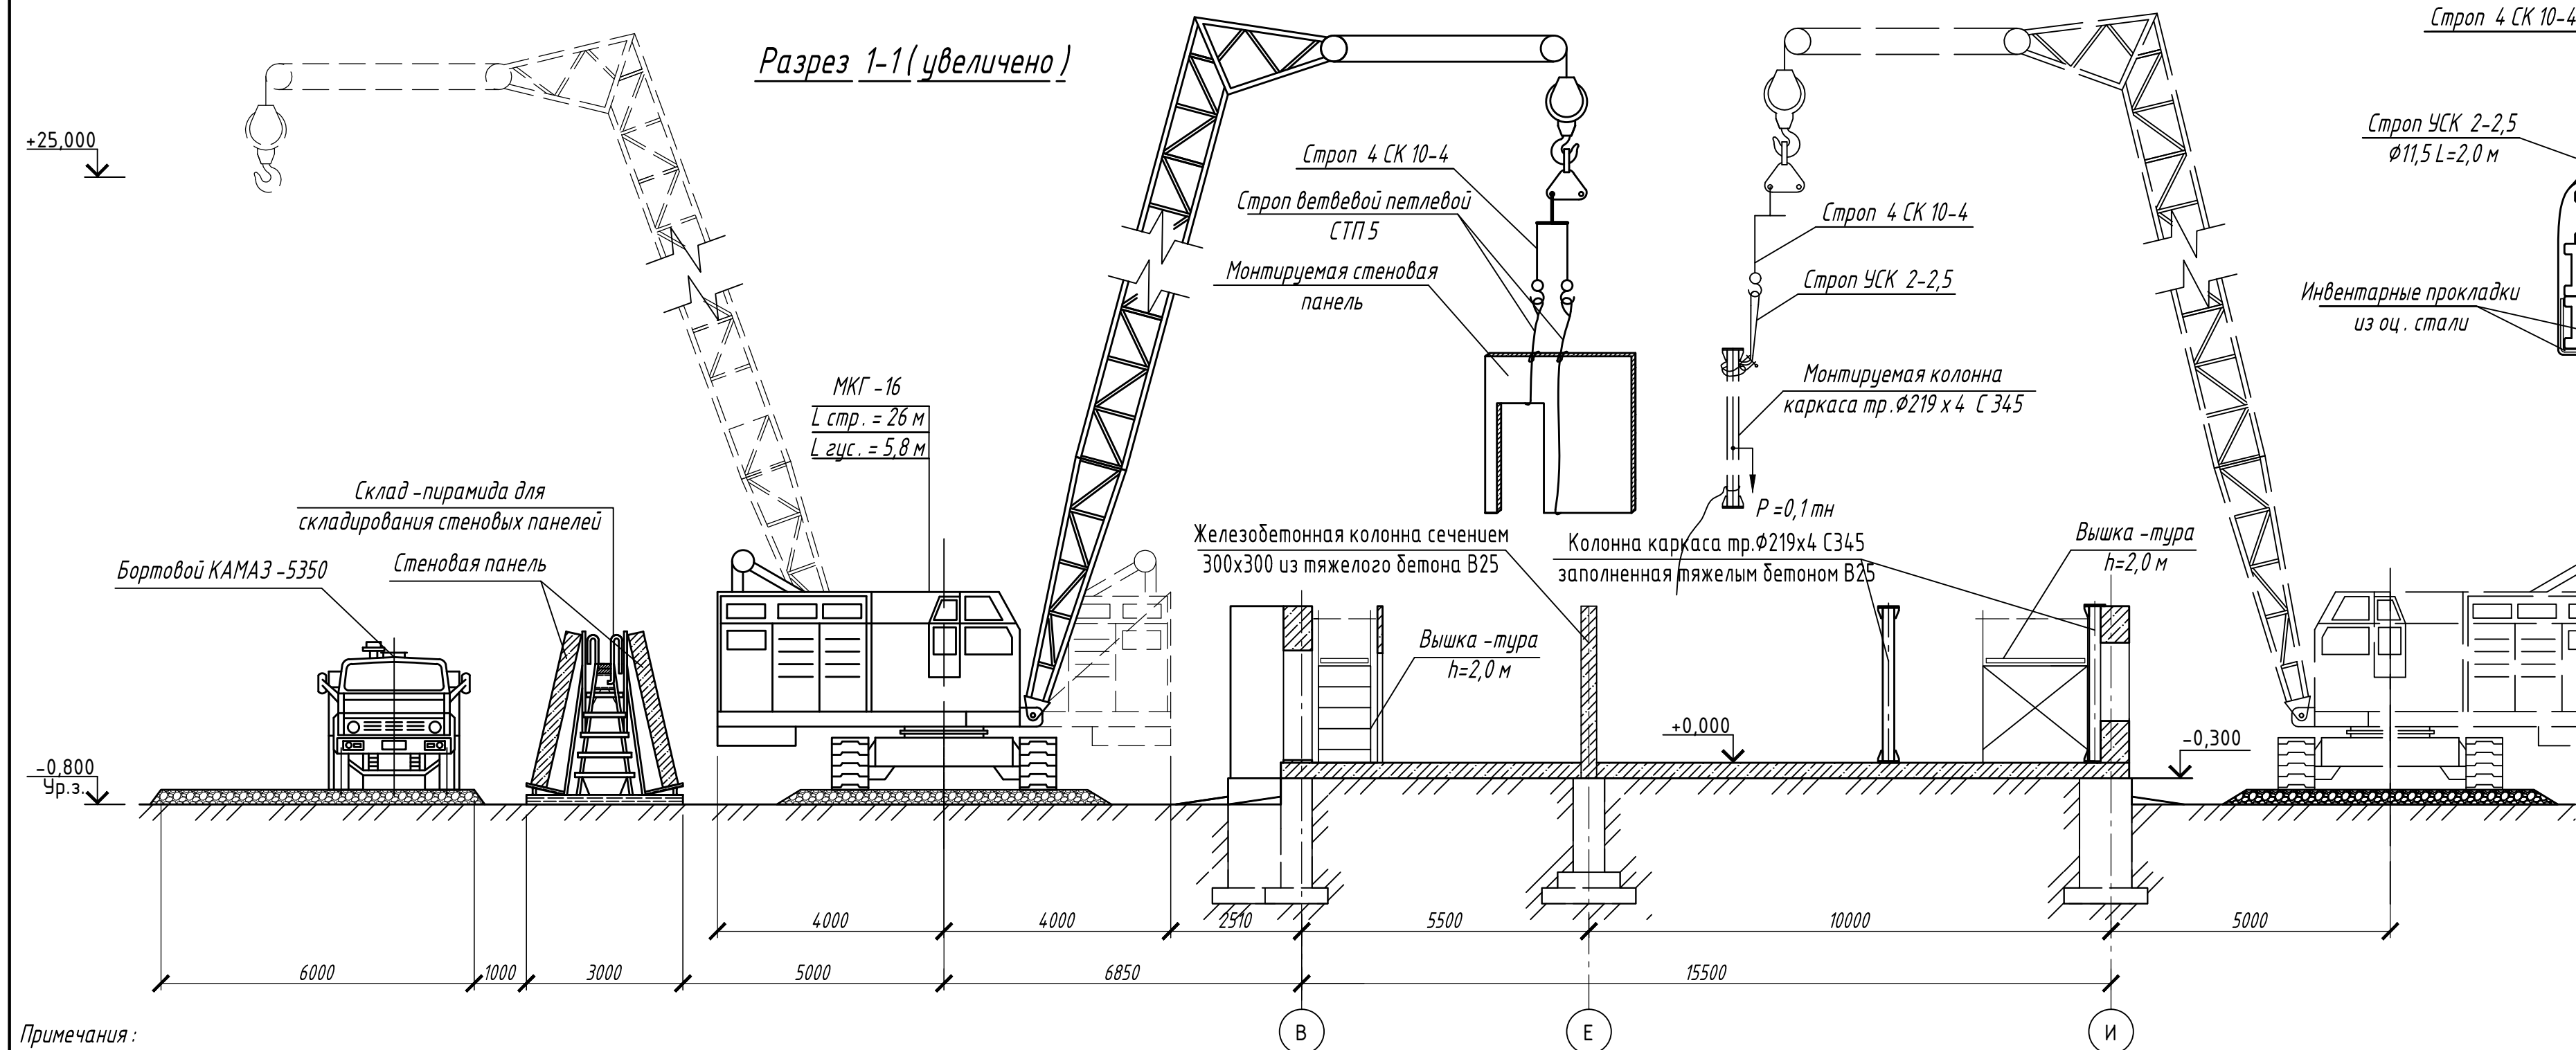 Разрез 1-1 ( увеличено )
Строп 4 СК 10-4
+25,000
Строп УСК 2-2,5
Ф11,5 L=2,0 м
Строп 4 СК 10-4
Строп ветвевой петлевой
СТП 5
Монтируемая стеновая
панель
Строп 4 СК 10-4
Строп УСК 2-2,5
Инвентарные прокладки
из оц. стали
МКГ -16
L стр. = 26 м
L гус. = 5,8 м
Монтируемая колонна
каркаса тр.Ф219 х 4 С 345
Р =0,1 тн
Склад -пирамида для
складирования стеновых панелей
Бортовой КАМАЗ -5350
Стеновая панель
Железобетонная колонна сечением
300х300 из тяжелого бетона В25
Колонна каркаса тр.Ф219х4 С345
заполненная тяжелым бетоном В25
Вышка -тура
h=2,0 м
Вышка -тура
h=2,0 м
+0,000
-0,300
-0,800
Ур.з.
4000
4000
2510
5500
10000
5000
6000
1000
3000
5000
6850
15500
В
Е
И
Примечания :